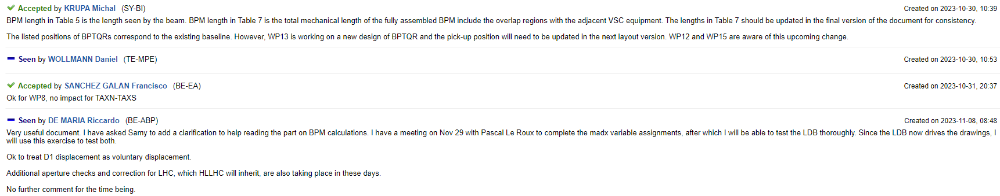 Accepted by KRUPA Michal (SY-BI) Created on 2023-10-30, 10:39
BPM length in Table 5 is the length seen by the beam. BPM length in Table 7 is the total mechanical length of the fully assembled BPM include the overlap regions with the adjacent VSC equipment. The lengths in Table 7 should be updated in the final version of the document for consistency.
The listed positions of BPTQRs correspond to the existing baseline. However, WP13 is working on a new design of BPTQR and the pick-up position will need to be updated in the next layout version. WP12 and WP15 are aware of this upcoming change.
Seen by WOLLMANN Daniel (TE-MPE) Created on 2023-10-30, 10:53
Accepted by SANCHEZ GALAN Francisco (BE-EA) Created on 2023-10-31, 20:37
Ok for WP8, no impact for TAXN-TAXS
Seen by DE MARIA Riccardo (BE-ABP) Created on 2023-11-08, 08:48
Very useful document. I have asked Samy to add a clarification to help reading the part on BPM calculations. I have a meeting on Nov 29 with Pascal Le Roux to complete the madx variable assignments, after which I will be able to test the LDB thoroughly. Since the LDB now drives the drawings, I
will use this exercise to test both.
Ok to treat D1 displacement as voluntary displacement.
Additional aperture checks and correction for LHC, which HLLHC will inherit, are also taking place in these days.
No further comment for the time being.